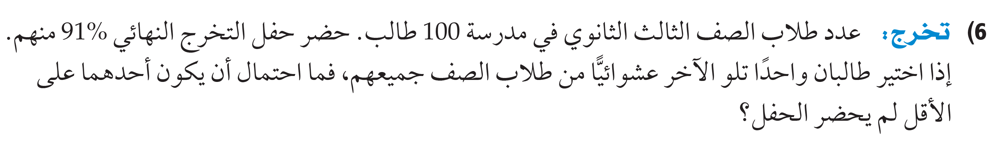 6) تخرج: عدد طلاب الصف الثالث الثانوي في مدرسة 100 طالب. حضر حفل التخرج النهائي 91% منهم.
إذا اختير طالبان واحدًا تلو الآخر عشوائيًّا من طلاب الصف جميعهم، فما احتمال أن يكون أحدهما على
الأقل لم يحضر الحفل؟